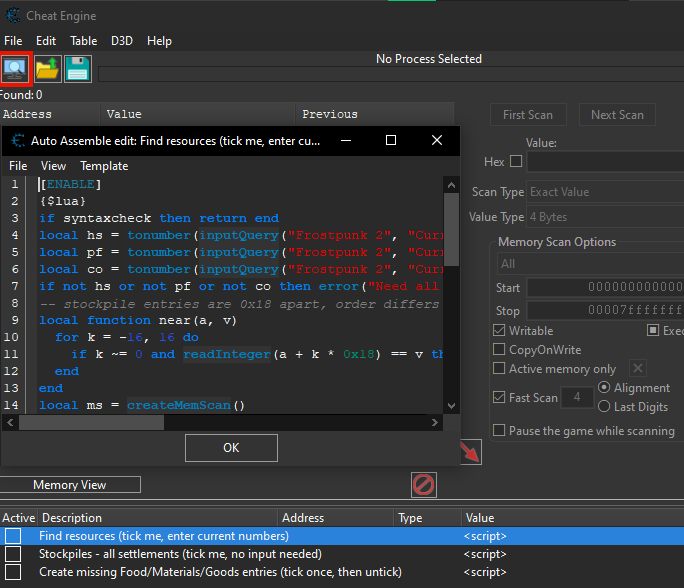 Cheat Engine
File Edit Table D3D Help
No Process Selected
Found: 0
Address Value Previous
First Scan Next Scan
Value:
Hex
Scan Type Exact Value
Value Type 4 Bytes
Memory Scan Options
All
Start 000000000000
Stop 00007fffffff
Writable Exec
CopyOnWrite
Active memory only
Fast Scan 4 Alignment
Last Digits
Pause the game while scanning
Auto Assemble edit: Find resources (tick me, enter cu...
File View Template
1 [ENABLE]
2 {$lua}
3 if syntaxcheck then return end
4 local hs = tonumber(inputQuery("Frostpunk 2", "Curr
5 local pf = tonumber(inputQuery("Frostpunk 2", "Curr
6 local co = tonumber(inputQuery("Frostpunk 2", "Curr
7 if not hs or not pf or not co then error("Need all
8 -- stockpile entries are 0x18 apart, order differs
9 local function near(a, v)
10 for k = -16, 16 do
11 if k ~= 0 and readInteger(a + k * 0x18) == v th
12 end
13 end
14 local ms = createMemScan()
OK
Memory View
Active Description Address Type Value
Find resources (tick me, enter current numbers) <script>
Stockpiles - all settlements (tick me, no input needed) <script>
Create missing Food/Materials/Goods entries (tick once, then untick) <script>